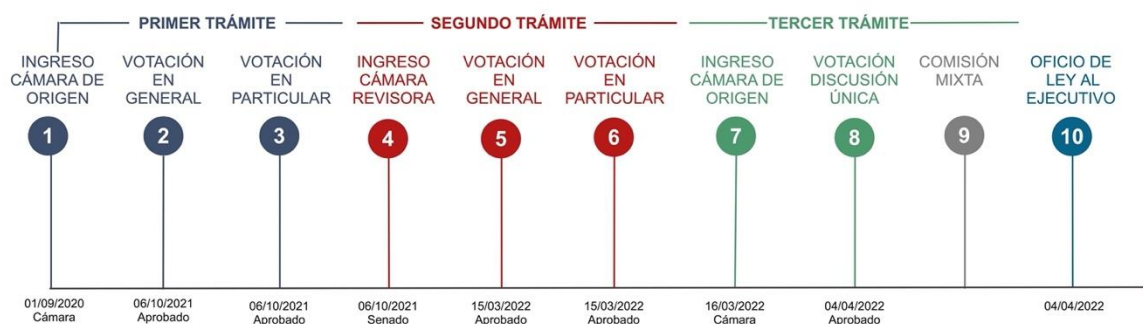 PRIMER TRÁMITE
SEGUNDO TRÁMITE
TERCER TRÁMITE
INGRESO
CÁMARA DE
ORIGEN
1
VOTACIÓN
EN
GENERAL
2
VOTACIÓN
EN
PARTICULAR
3
INGRESO
CÁMARA
REVISORA
4
VOTACIÓN
EN
GENERAL
5
VOTACIÓN
EN
PARTICULAR
6
INGRESO
CÁMARA DE
ORIGEN
7
VOTACIÓN
DISCUSIÓN
ÚNICA
8
COMISIÓN
MIXTA
9
OFICIO DE
LEY AL
EJECUTIVO
10
01/09/2020
Cámara
06/10/2021
Aprobado
06/10/2021
Aprobado
06/10/2021
Senado
15/03/2022
Aprobado
15/03/2022
Aprobado
16/03/2022
Cámara
04/04/2022
Aprobado
04/04/2022